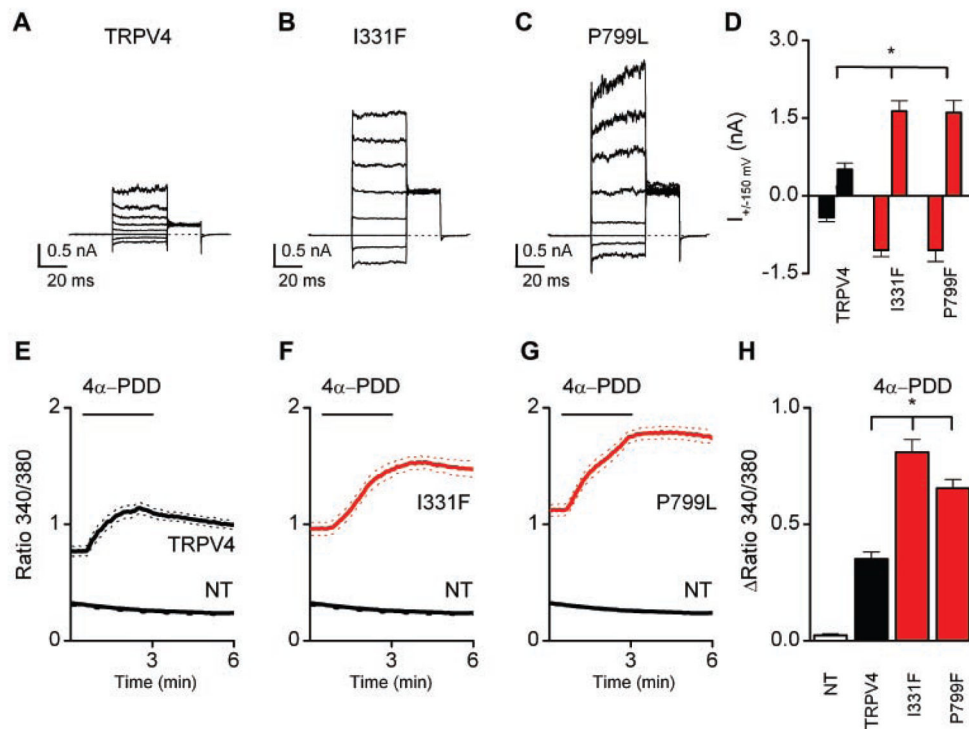 A
TRPV4
0.5 nA
20 ms
B
I331F
0.5 nA
20 ms
C
P799L
0.5 nA
20 ms
D
3.0
1.5
0.0
-1.5
I+/-150 mV (nA)
*
TRPV4
I331F
P799F
E
4α–PDD
2
1
0
Ratio 340/380
TRPV4
NT
3
6
Time (min)
F
4α–PDD
2
1
0
I331F
NT
3
6
Time (min)
G
4α–PDD
2
1
0
P799L
NT
3
6
Time (min)
H
4α–PDD
*
1.0
0.5
0.0
ΔRatio 340/380
NT
TRPV4
I331F
P799F